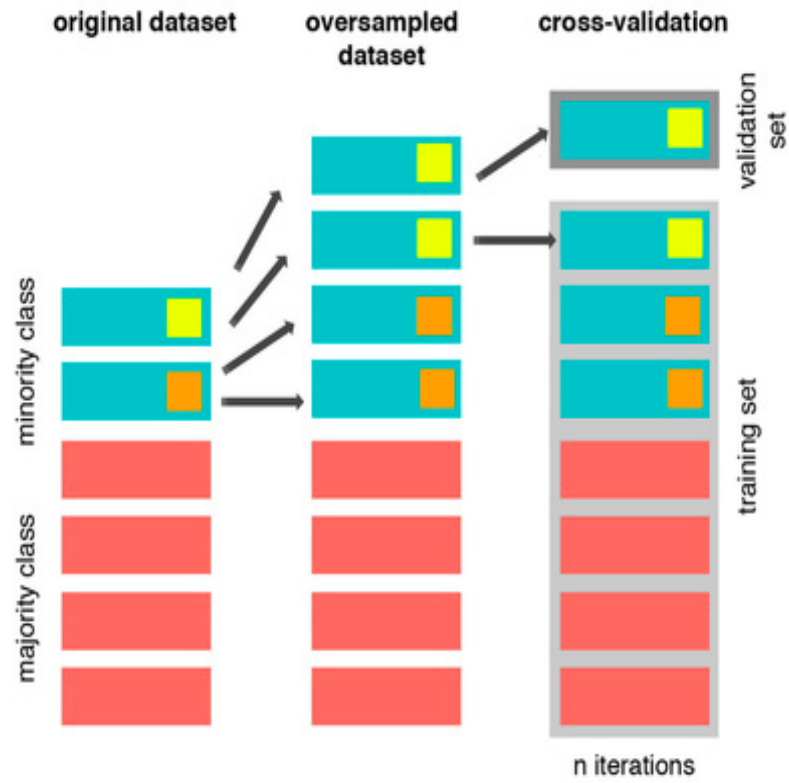 original dataset
oversampled
dataset
cross-validation
validation
set
minority class
training set
majority class
n iterations